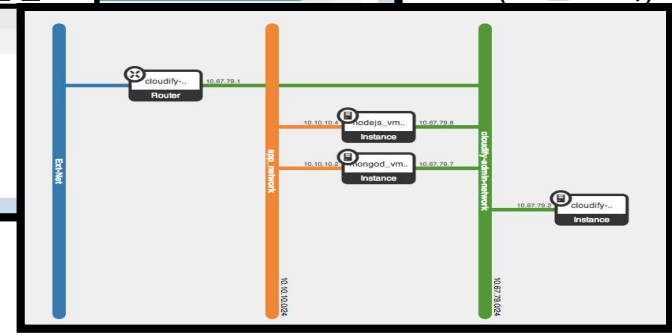 cloudify-..
Router
10.67.79.1
Ext-Net
app_network
10.10.10.0/24
10.10.10.4
nodejs_vm..
Instance
10.67.79.8
10.10.10.2
mongod_vm..
Instance
10.67.79.7
cloudify-admin-network
10.67.79.0/24
10.67.79.2
cloudify-..
Instance